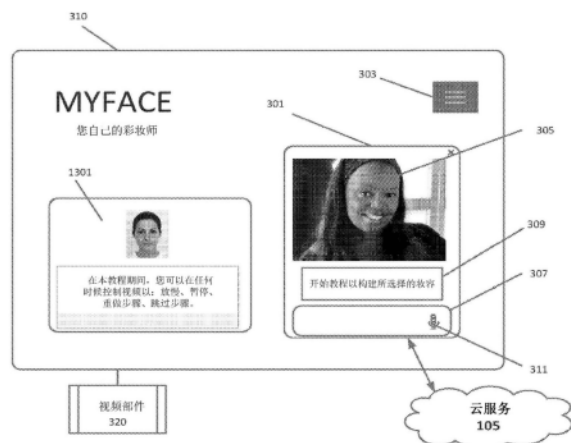 310
303
MYFACE
301
您自己的彩妆师
305
1301
309
在本教程期间，您可以在任何
时候控制视频以：放慢、暂停、
重做步骤、跳过步骤。
开始教程以构建所选择的妆容
307
311
视频部件
320
云服务
105